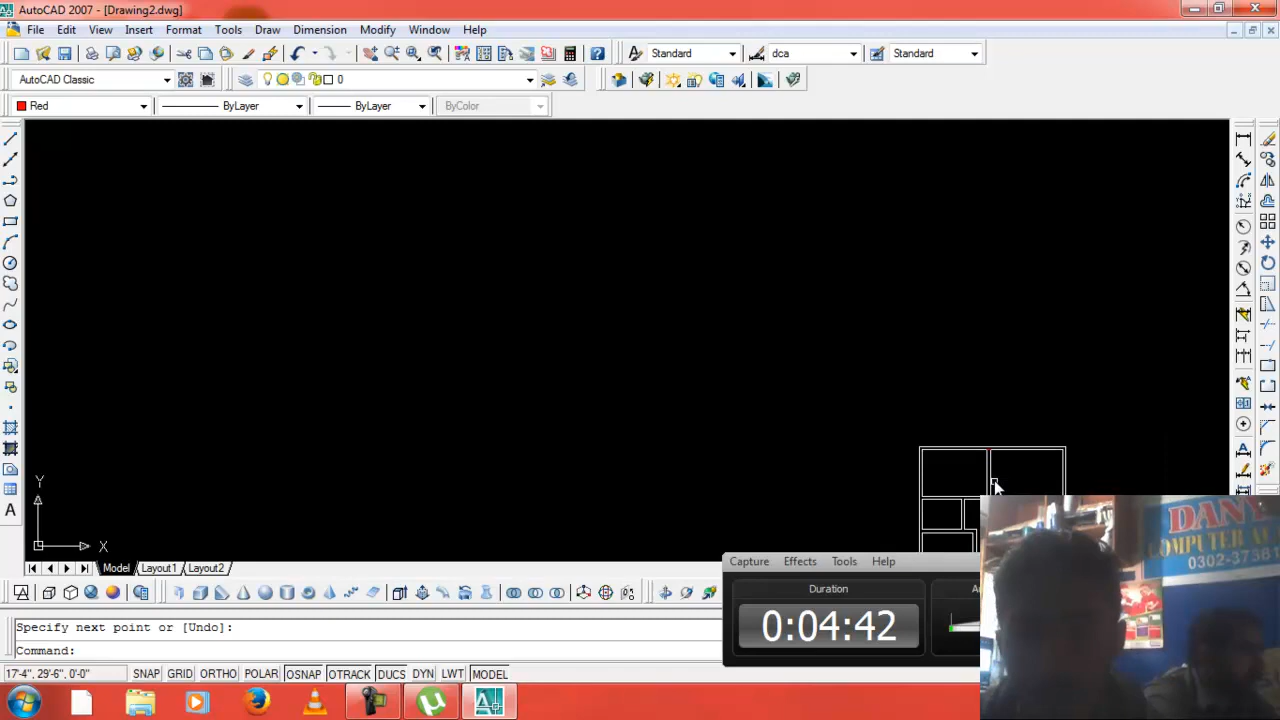 AutoCAD 2007 - [Drawing2.dwg]
File Edit View Insert Format Tools Draw Dimension Modify Window Help
Standard dca Standard
AutoCAD Classic 0
Red ByLayer ByLayer ByColor
Y
X
Model Layout1 Layout2
Capture Effects Tools Help
Duration
0:04:42
DANY
COMPUTER
0302-37381
Specify next point or [Undo]:
Command:
17'-4", 29'-6", 0'-0" SNAP GRID ORTHO POLAR OSNAP OTRACK DUCS DYN LWT MODEL